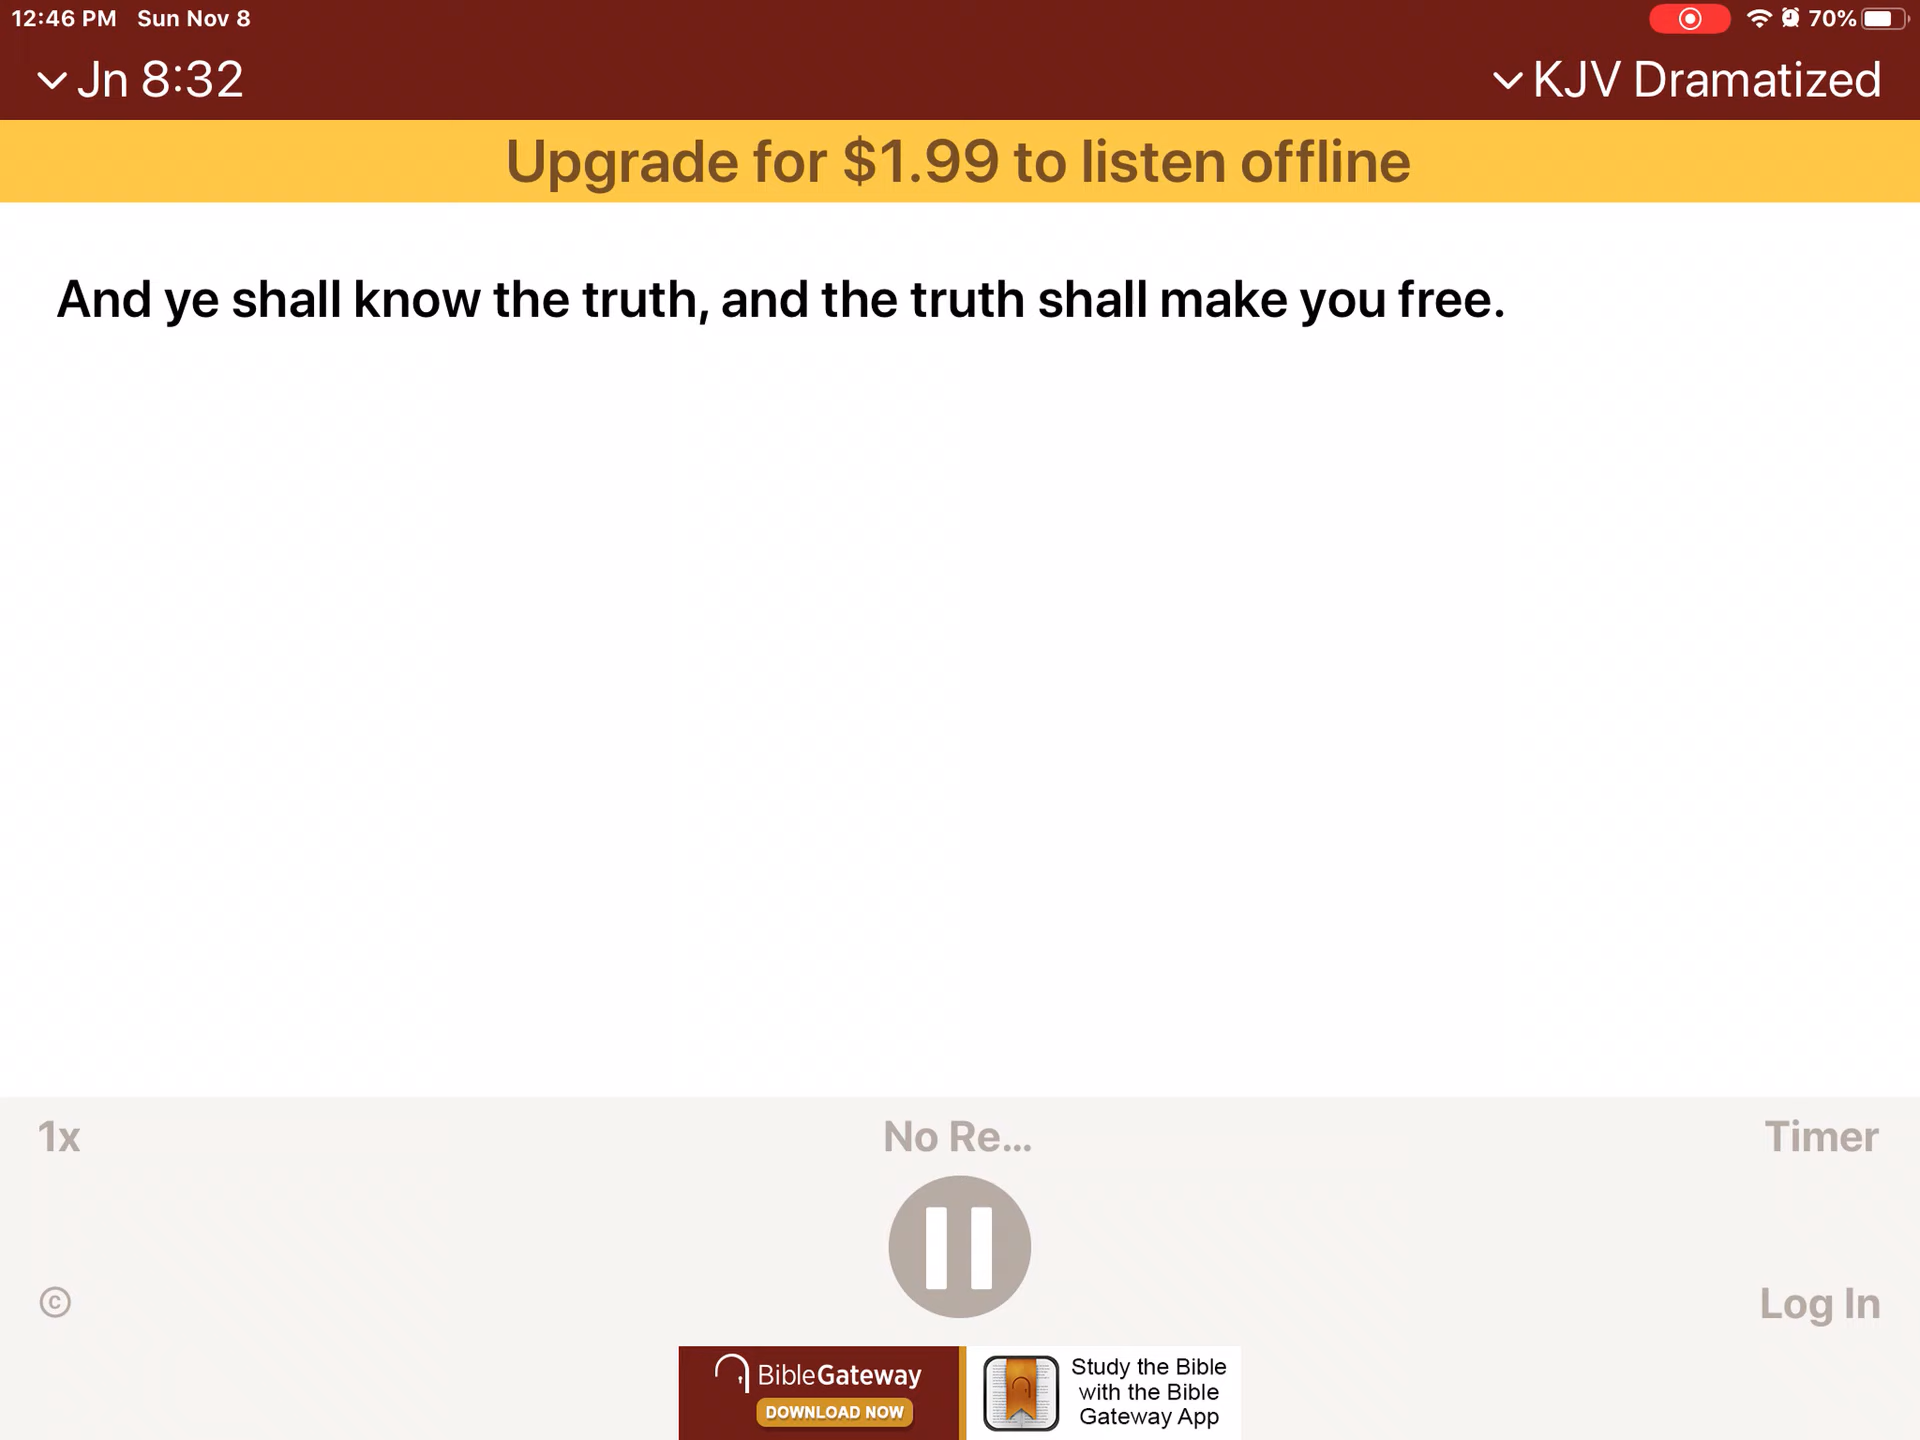 12:46 PM Sun Nov 8 70%
Jn 8:32 KJV Dramatized
Upgrade for $1.99 to listen offline
And ye shall know the truth, and the truth shall make you free.
1x No Re... Timer
© Log In
BibleGateway
DOWNLOAD NOW
Study the Bible
with the Bible
Gateway App